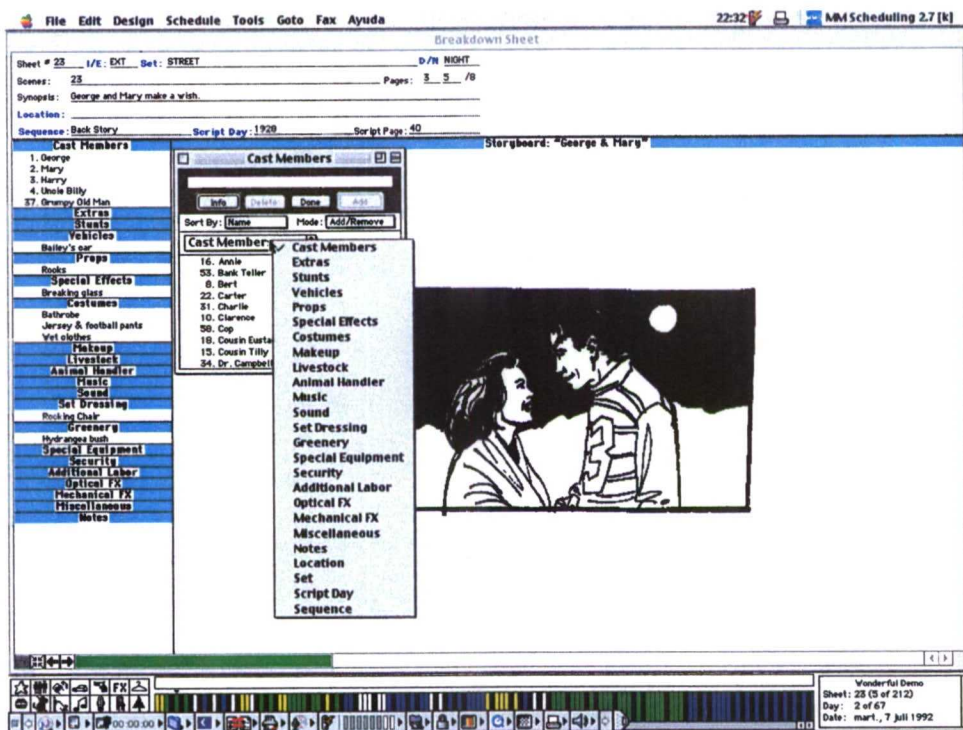 File Edit Design Schedule Tools Goto Fax Ayuda 22:32 MM Scheduling 2.7 [k]
Breakdown Sheet
Sheet # 23 I/E: EXT Set: STREET D/N NIGHT
Scenes: 23 Pages: 3 5 /8
Synopsis: George and Mary make a wish.
Location:
Sequence: Back Story Script Day: 1928 Script Page: 40
Storyboard: "George & Mary"
Cast Members
1. George
2. Mary
3. Harry
4. Uncle Billy
37. Grumpy Old Man
Extras
Stunts
Vehicles
Bailey's car
Props
Rocks
Special Effects
Breaking glass
Costumes
Bathrobe
Jersey & football pants
Wet clothes
Makeup
Livestock
Animal Handler
Music
Sound
Set Dressing
Rocking Chair
Greenery
Hydrangea bush
Special Equipment
Security
Additional Labor
Optical FX
Mechanical FX
Miscellaneous
Notes
Cast Members
Info Delete Done Add
Sort By: Name Mode: Add/Remove
Cast Members
16. Annie
53. Bank Teller
8. Bert
22. Carter
31. Charlie
10. Clarence
58. Cop
18. Cousin Eusta
15. Cousin Tilly
34. Dr. Campbell
Cast Members
Extras
Stunts
Vehicles
Props
Special Effects
Costumes
Makeup
Livestock
Animal Handler
Music
Sound
Set Dressing
Greenery
Special Equipment
Security
Additional Labor
Optical FX
Mechanical FX
Miscellaneous
Notes
Location
Set
Script Day
Sequence
3
FX
00:00:00
Wonderful Demo
Sheet: 23 (5 of 212)
Day: 2 of 67
Date: mart., 7 juli 1992